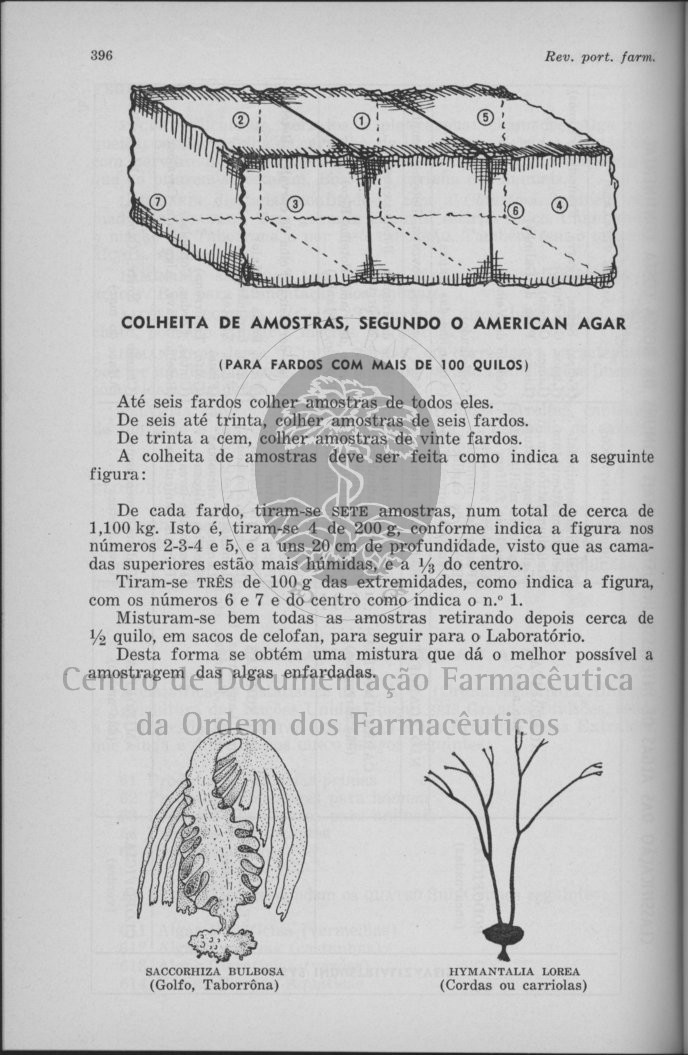 396
Rev. port. farm.
2
1
5
7
3
6
4
COLHEITA DE AMOSTRAS, SEGUNDO O AMERICAN AGAR
(PARA FARDOS COM MAIS DE 100 QUILOS)
Até seis fardos colher amostras de todos eles.
De seis até trinta, colher amostras de seis fardos.
De trinta a cem, colher amostras de vinte fardos.
A colheita de amostras deve ser feita como indica a seguinte
figura:
De cada fardo, tiram-se SETE amostras, num total de cerca de
1,100 kg. Isto é, tiram-se 4 de 200 g, conforme indica a figura nos
números 2-3-4 e 5, e a uns 20 cm de profundidade, visto que as cama-
das superiores estão mais húmidas, e a ⅓ do centro.
Tiram-se TRÊS de 100 g das extremidades, como indica a figura,
com os números 6 e 7 e do centro como indica o n.º 1.
Misturam-se bem todas as amostras retirando depois cerca de
½ quilo, em sacos de celofan, para seguir para o Laboratório.
Desta forma se obtém uma mistura que dá o melhor possível a
amostragem das algas enfardadas.
Centro de Documentação Farmacêutica
da Ordem dos Farmacêuticos
SACCORHIZA BULBOSA
(Golfo, Taborrôna)
HYMANTALIA LOREA
(Cordas ou carriolas)